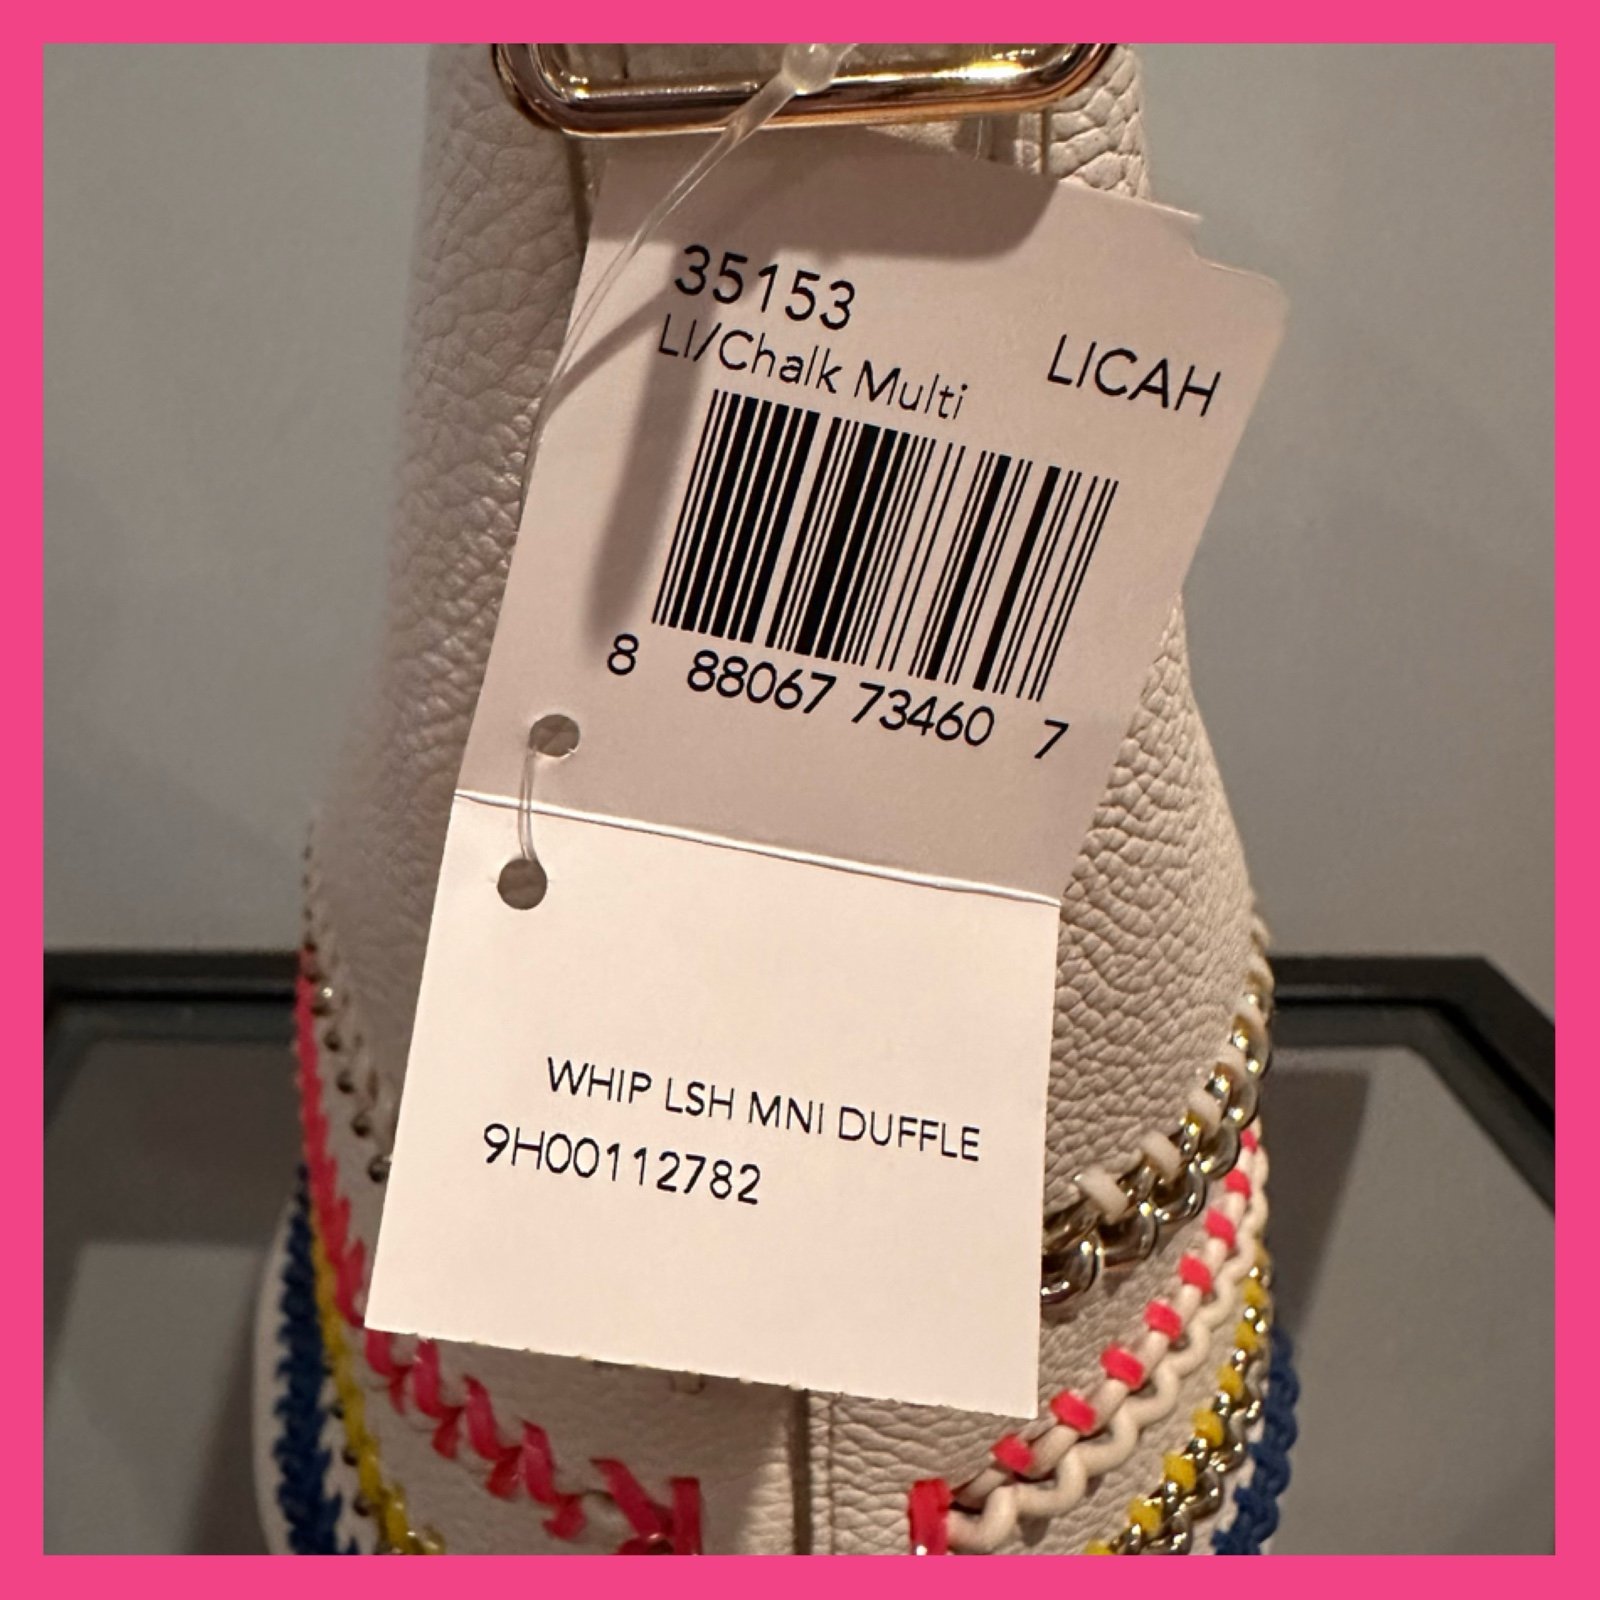 35153
LI/Chalk Multi LICAH
8 88067 73460 7
WHIP LSH MNI DUFFLE
9H00112782